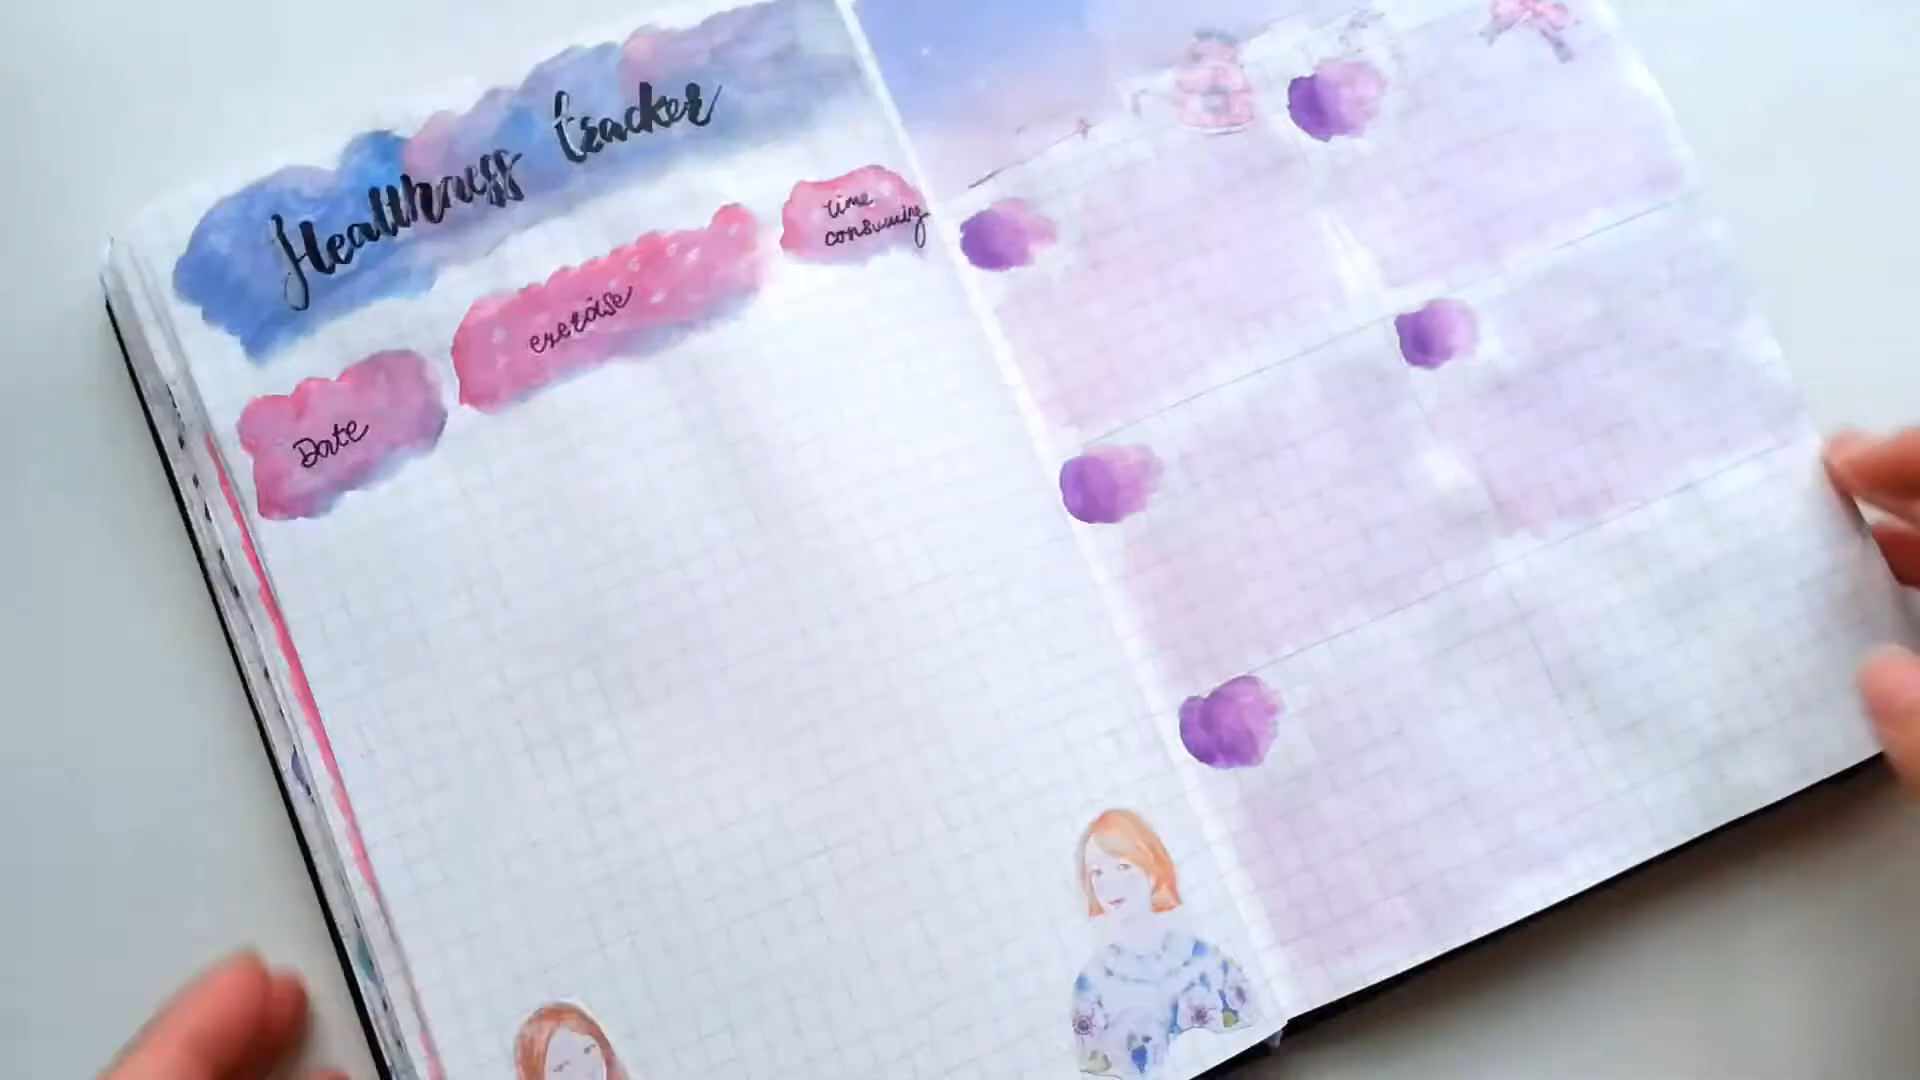 Healthness tracker
Date
exercise
time
consuming